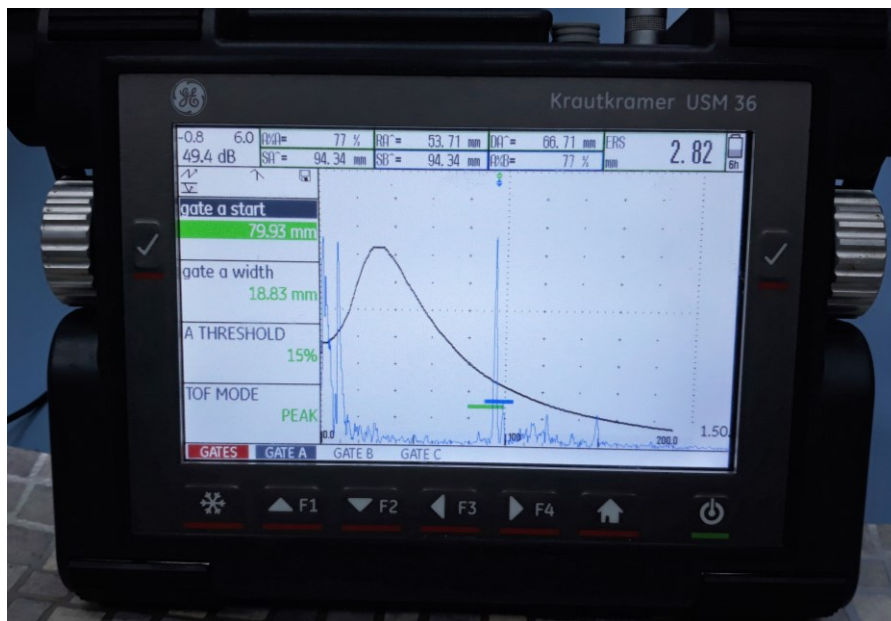 GE
Krautkramer USM 36
-0.8 6.0 A%A= 77 % RA^= 53.71 mm DA^= 66.71 mm ERS
49.4 dB SA^= 94.34 mm SB^= 94.34 mm A%B= 77 % mm 2.82 6h
gate a start
79.93 mm
gate a width
18.83 mm
A THRESHOLD
15%
TOF MODE
PEAK
0.0 100 200.0 1.50
GATES GATE A GATE B GATE C
F1 F2 F3 F4